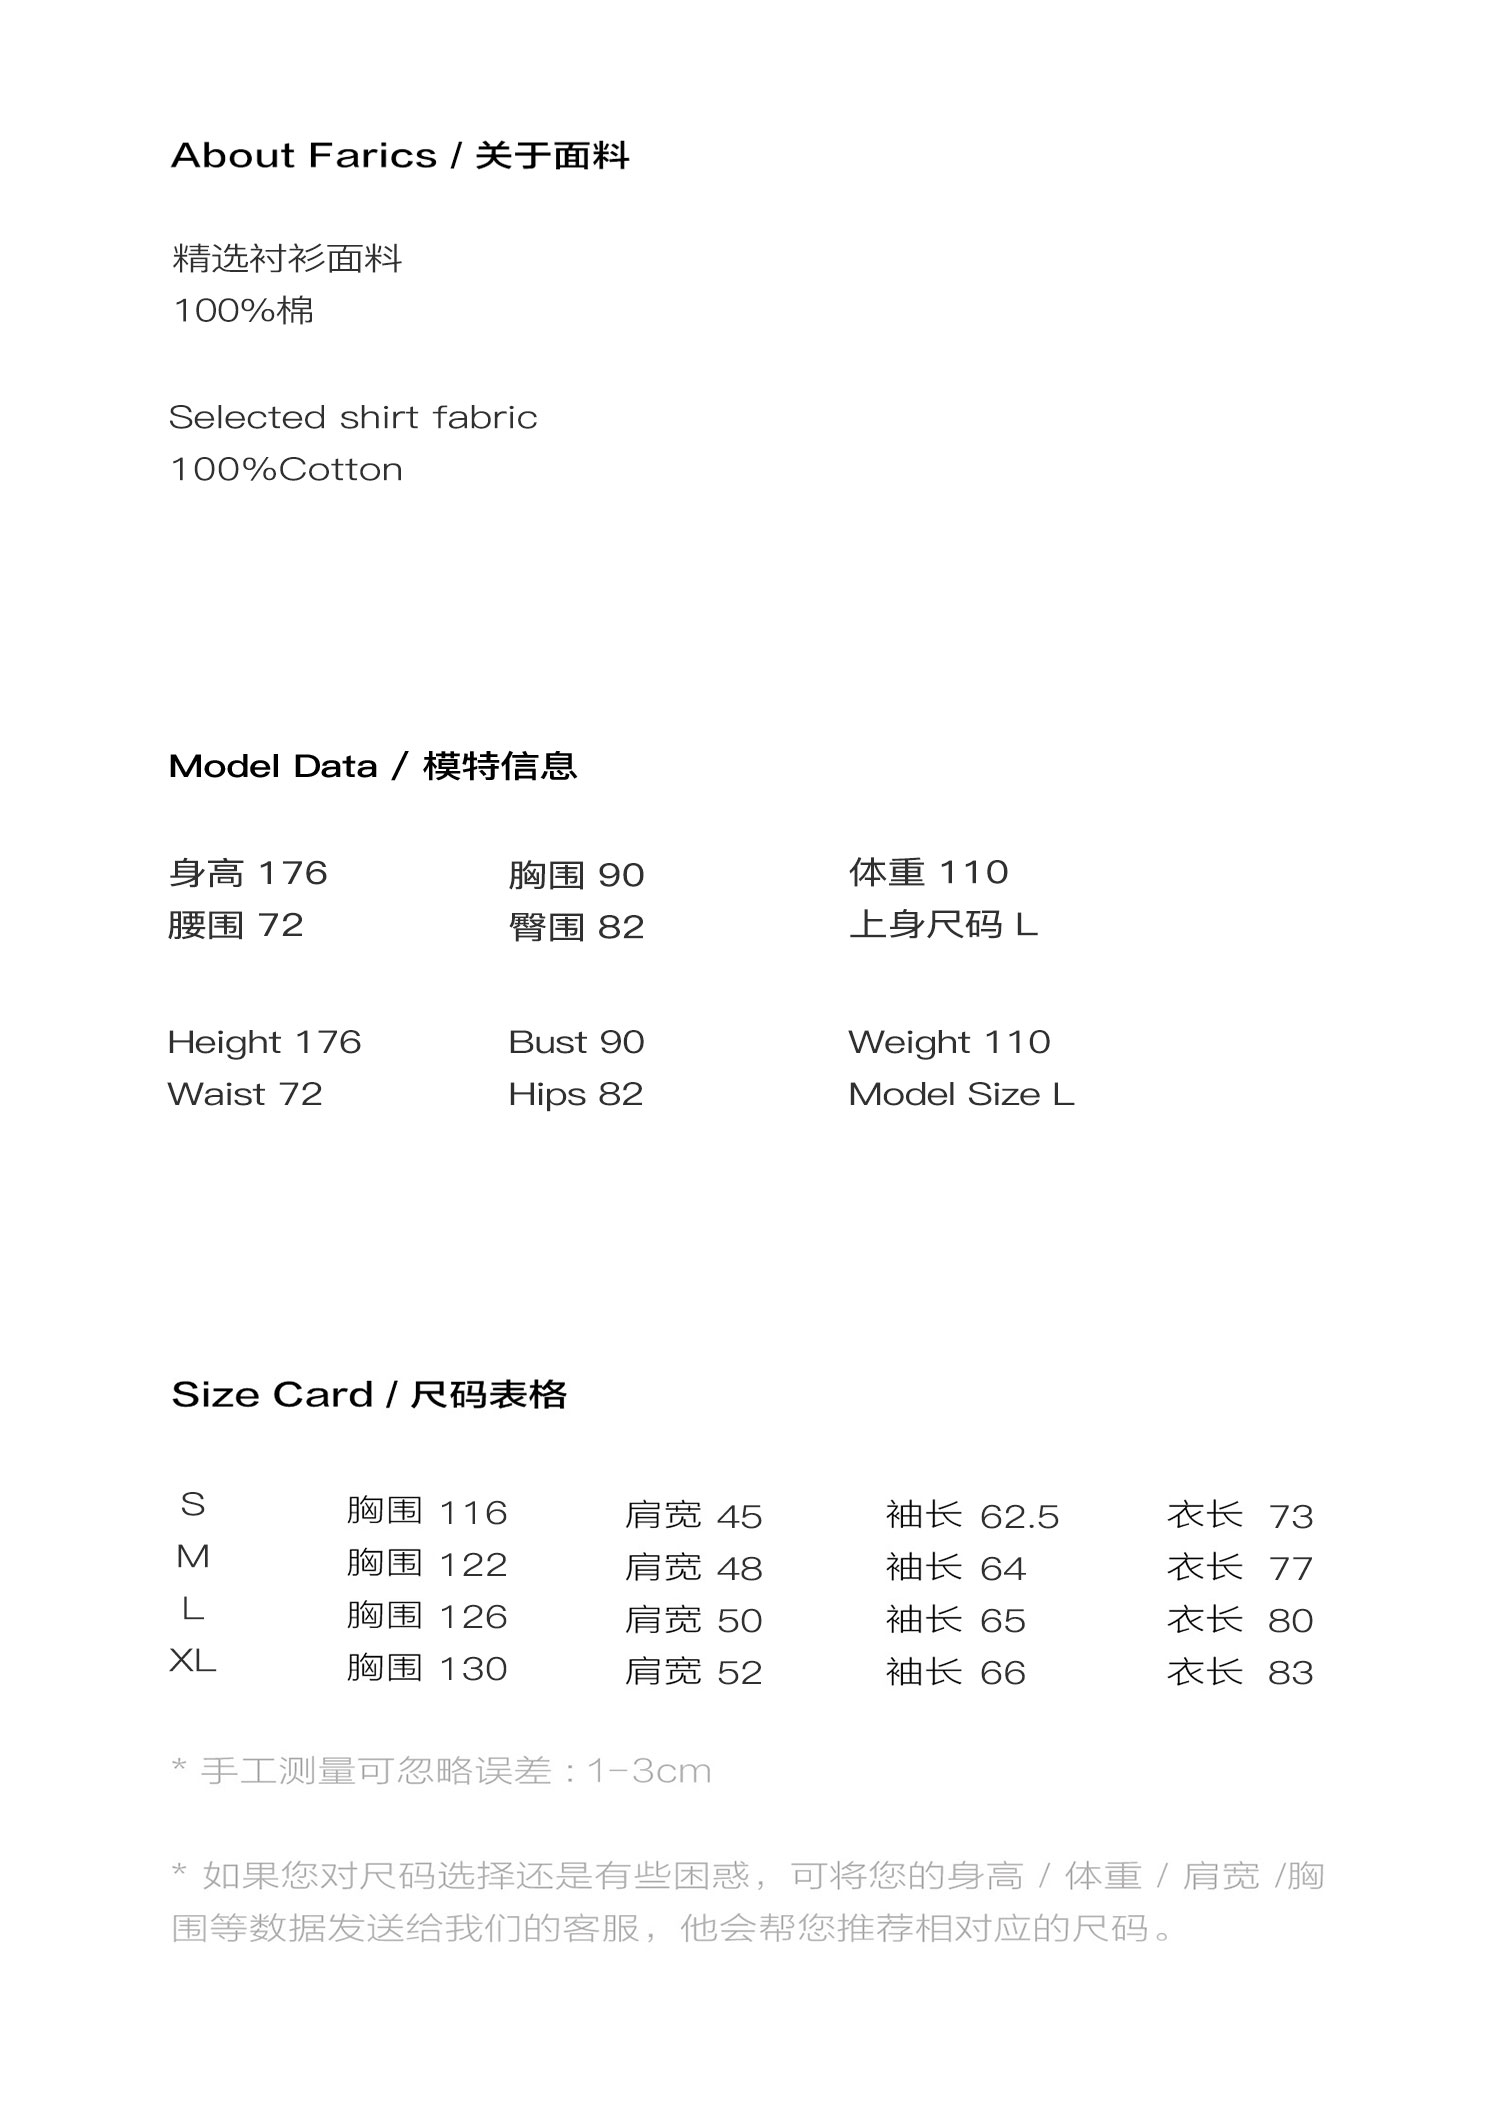 About Farics / 关于面料
精选衬衫面料
100%棉
Selected shirt fabric
100%Cotton
Model Data / 模特信息
身高 176 胸围 90 体重 110
腰围 72 臀围 82 上身尺码 L
Height 176 Bust 90 Weight 110
Waist 72 Hips 82 Model Size L
Size Card / 尺码表格
S 胸围 116 肩宽 45 袖长 62.5 衣长 73
M 胸围 122 肩宽 48 袖长 64 衣长 77
L 胸围 126 肩宽 50 袖长 65 衣长 80
XL 胸围 130 肩宽 52 袖长 66 衣长 83
* 手工测量可忽略误差：1-3cm
* 如果您对尺码选择还是有些困惑，可将您的身高 / 体重 / 肩宽 /胸
围等数据发送给我们的客服，他会帮您推荐相对应的尺码。